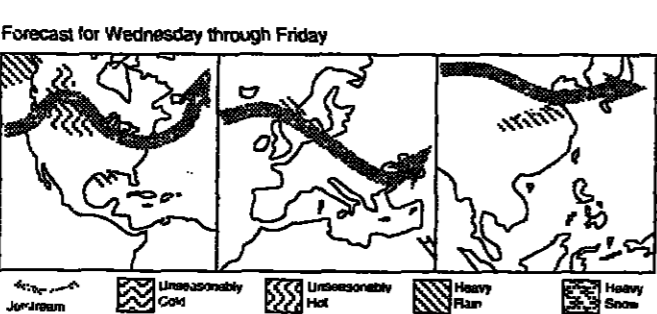 Forecast for Wednesday through Friday
Jetstream
Unseasonably
Cold
Unseasonably
Hot
Heavy
Rain
Heavy
Snow